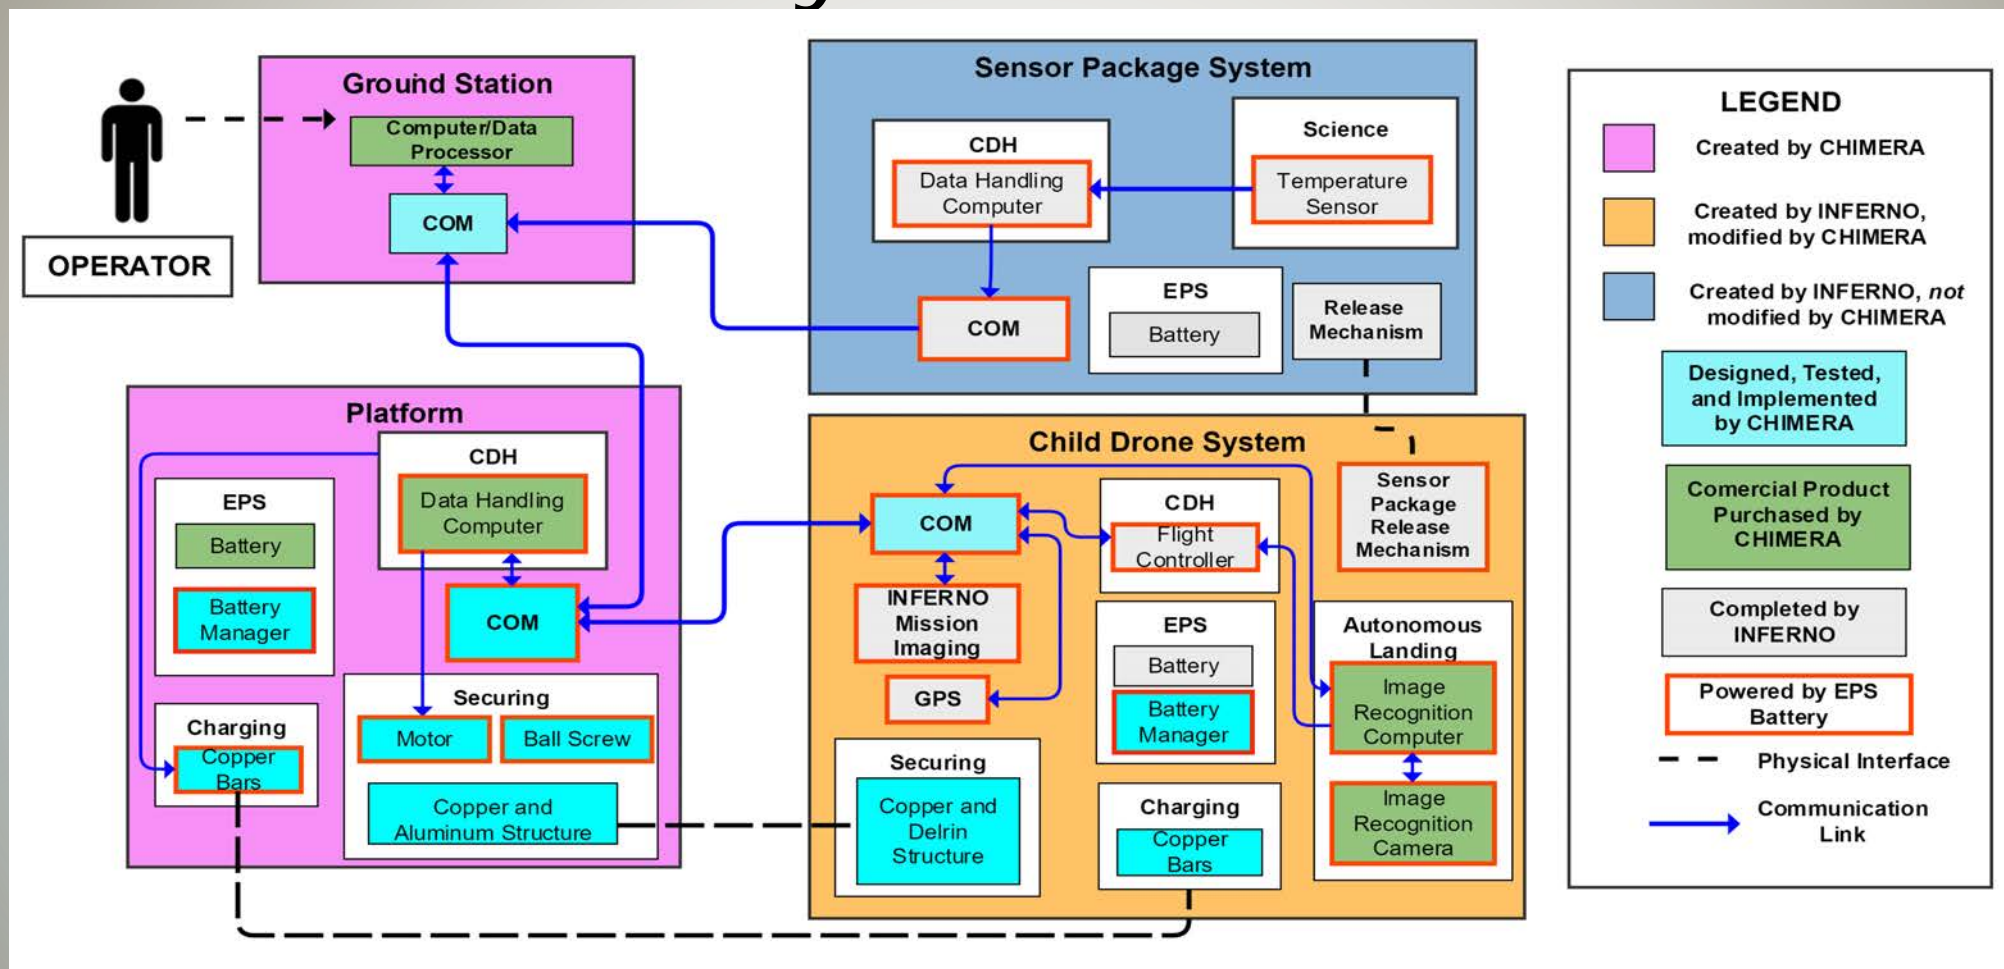 Ground Station
Computer/Data
Processor
COM
OPERATOR
Sensor Package System
CDH
Data Handling
Computer
Science
Temperature
Sensor
COM
EPS
Battery
Release
Mechanism
Platform
CDH
Data Handling
Computer
EPS
Battery
Battery
Manager
COM
Charging
Copper
Bars
Securing
Motor
Ball Screw
Copper and
Aluminum Structure
Child Drone System
COM
CDH
Flight
Controller
Sensor
Package
Release
Mechanism
INFERNO
Mission
Imaging
GPS
EPS
Battery
Battery
Manager
Autonomous
Landing
Image
Recognition
Computer
Image
Recognition
Camera
Securing
Copper and
Delrin
Structure
Charging
Copper
Bars
LEGEND
Created by CHIMERA
Created by INFERNO,
modified by CHIMERA
Created by INFERNO, not
modified by CHIMERA
Designed, Tested,
and Implemented
by CHIMERA
Comercial Product
Purchased by
CHIMERA
Completed by
INFERNO
Powered by EPS
Battery
Physical Interface
Communication
Link